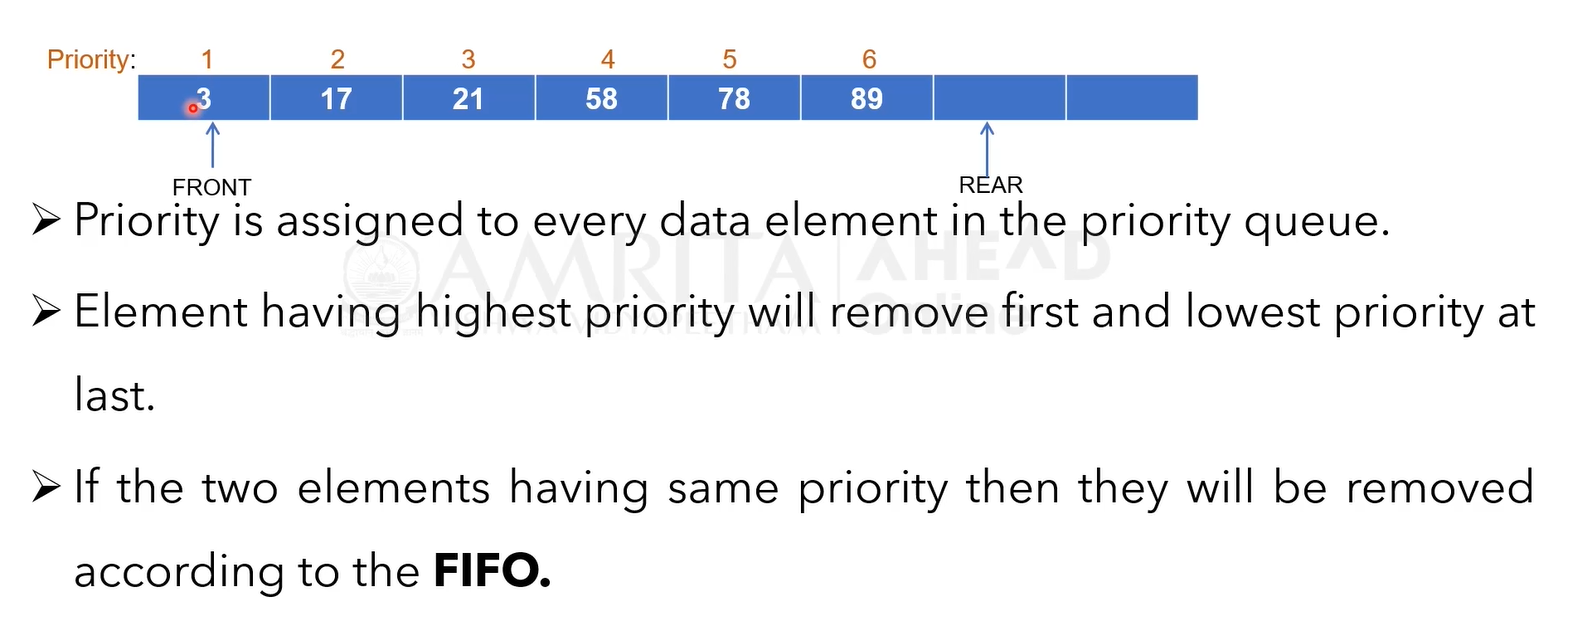 Priority: 1 2 3 4 5 6
3 17 21 58 78 89
FRONT REAR
➤ Priority is assigned to every data element in the priority queue.
AMRITA AHEAD
➤ Element having highest priority will remove first and lowest priority at
VISHWA VIDYAPEETHAM Online
last.
➤ If the two elements having same priority then they will be removed
according to the FIFO.